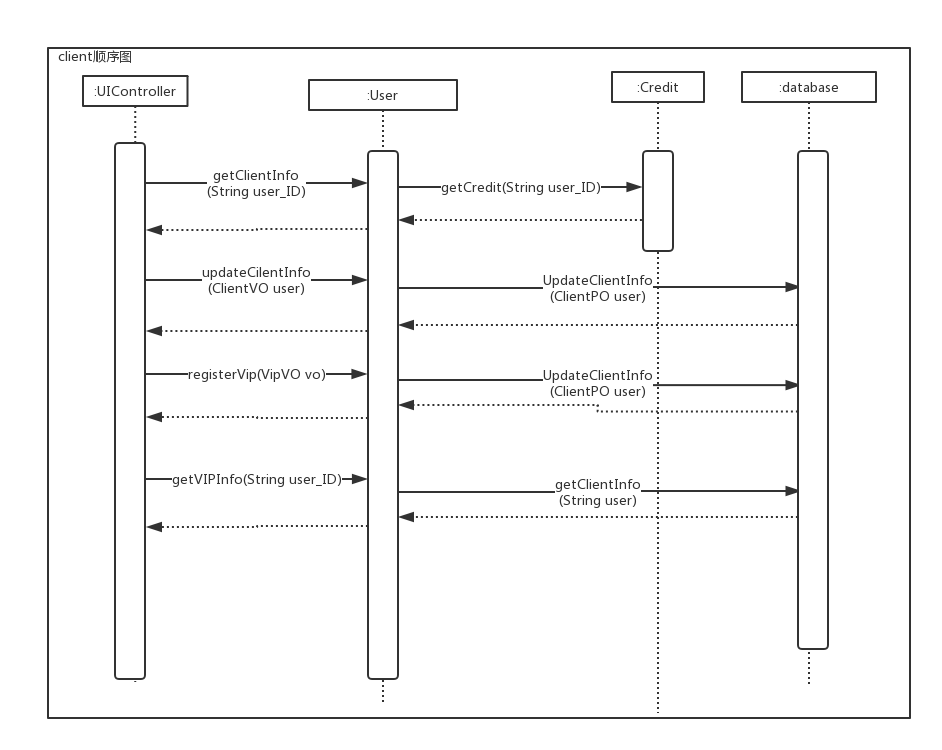 client顺序图
:UIController
:User
:Credit
:database
getClientInfo
(String user_ID)
getCredit(String user_ID)
updateCilentInfo
(ClientVO user)
UpdateClientInfo
(ClientPO user)
registerVip(VipVO vo)
UpdateClientInfo
(ClientPO user)
getVIPInfo(String user_ID)
getClientInfo
(String user)